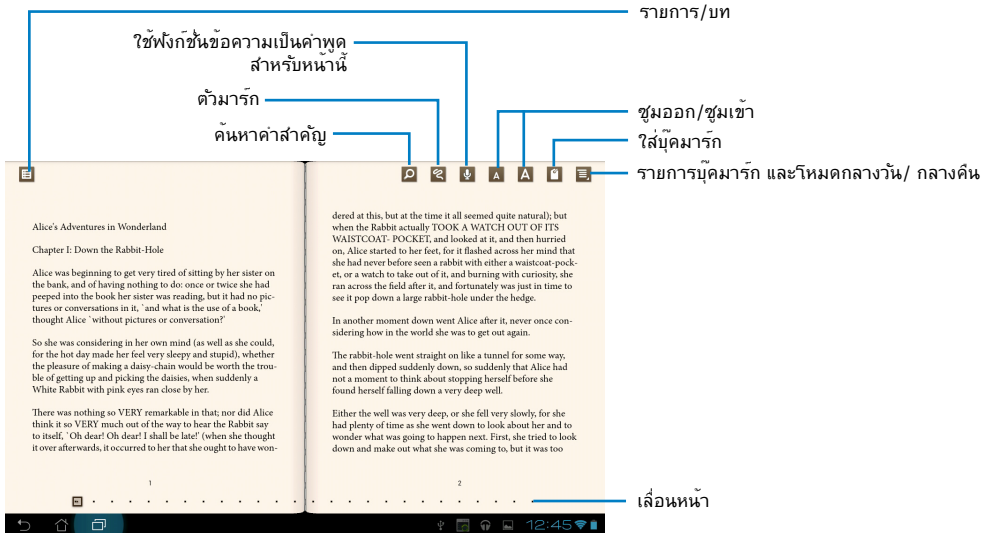 รายการ/บท
ใช้ฟังก์ชั่นข้อความเป็นคำพูด
สำหรับหน้านี้
ตัวมาร์ก
ค้นหาคำสำคัญ
ซูมออก/ซูมเข้า
ใส่บุ๊คมาร์ก
รายการบุ๊คมาร์ก และโหมดกลางวัน/ กลางคืน
A A
Alice's Adventures in Wonderland
Chapter I: Down the Rabbit-Hole
Alice was beginning to get very tired of sitting by her sister on
the bank, and of having nothing to do: once or twice she had
peeped into the book her sister was reading, but it had no pic-
tures or conversations in it, `and what is the use of a book,'
thought Alice `without pictures or conversation?'
So she was considering in her own mind (as well as she could,
for the hot day made her feel very sleepy and stupid), whether
the pleasure of making a daisy-chain would be worth the trou-
ble of getting up and picking the daisies, when suddenly a
White Rabbit with pink eyes ran close by her.
There was nothing so VERY remarkable in that; nor did Alice
think it so VERY much out of the way to hear the Rabbit say
to itself, `Oh dear! Oh dear! I shall be late!' (when she thought
it over afterwards, it occurred to her that she ought to have won-
1
dered at this, but at the time it all seemed quite natural); but
when the Rabbit actually TOOK A WATCH OUT OF ITS
WAISTCOAT- POCKET, and looked at it, and then hurried
on, Alice started to her feet, for it flashed across her mind that
she had never before seen a rabbit with either a waistcoat-pock-
et, or a watch to take out of it, and burning with curiosity, she
ran across the field after it, and fortunately was just in time to
see it pop down a large rabbit-hole under the hedge.
In another moment down went Alice after it, never once con-
sidering how in the world she was to get out again.
The rabbit-hole went straight on like a tunnel for some way,
and then dipped suddenly down, so suddenly that Alice had
not a moment to think about stopping herself before she
found herself falling down a very deep well.
Either the well was very deep, or she fell very slowly, for she
had plenty of time as she went down to look about her and to
wonder what was going to happen next. First, she tried to look
down and make out what she was coming to, but it was too
2
เลื่อนหน้า
12:45